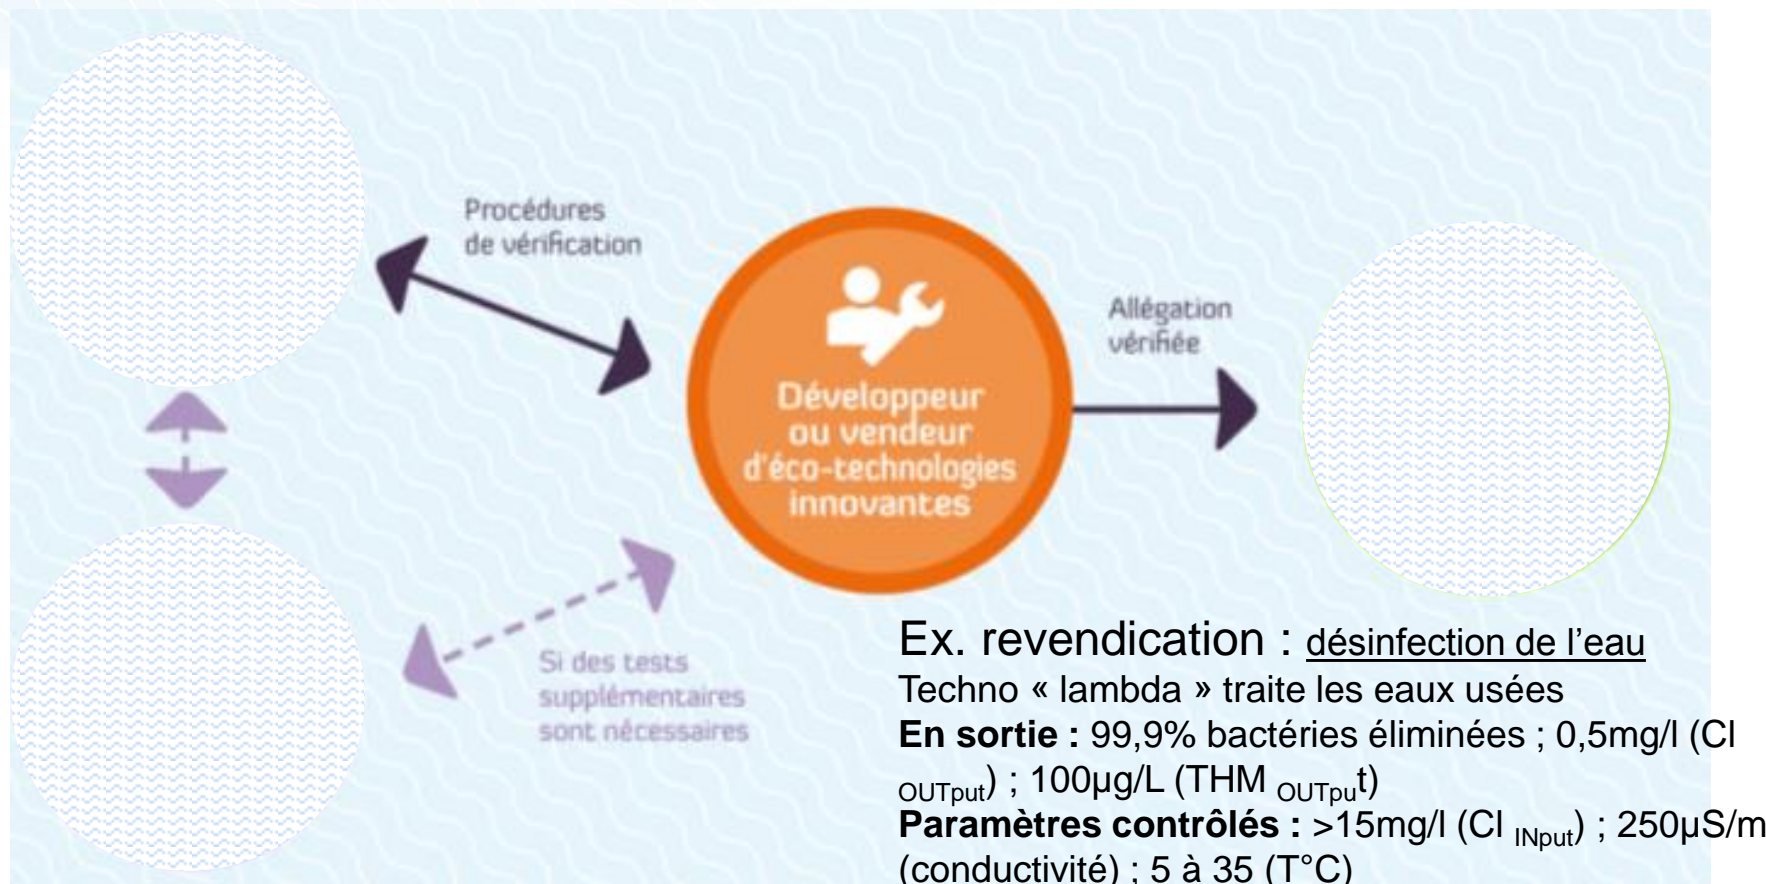 Procédures
de vérification
Développeur
ou vendeur
d'éco-technologies
innovantes
Allégation
vérifiée
Si des tests
supplémentaires
sont nécessaires
Ex. revendication : désinfection de l’eau
Techno « lambda » traite les eaux usées
En sortie : 99,9% bactéries éliminées ; 0,5mg/l (Cl
OUTput) ; 100µg/L (THM OUTput)
Paramètres contrôlés : >15mg/l (Cl INput) ; 250µS/m
(conductivité) ; 5 à 35 (T°C)